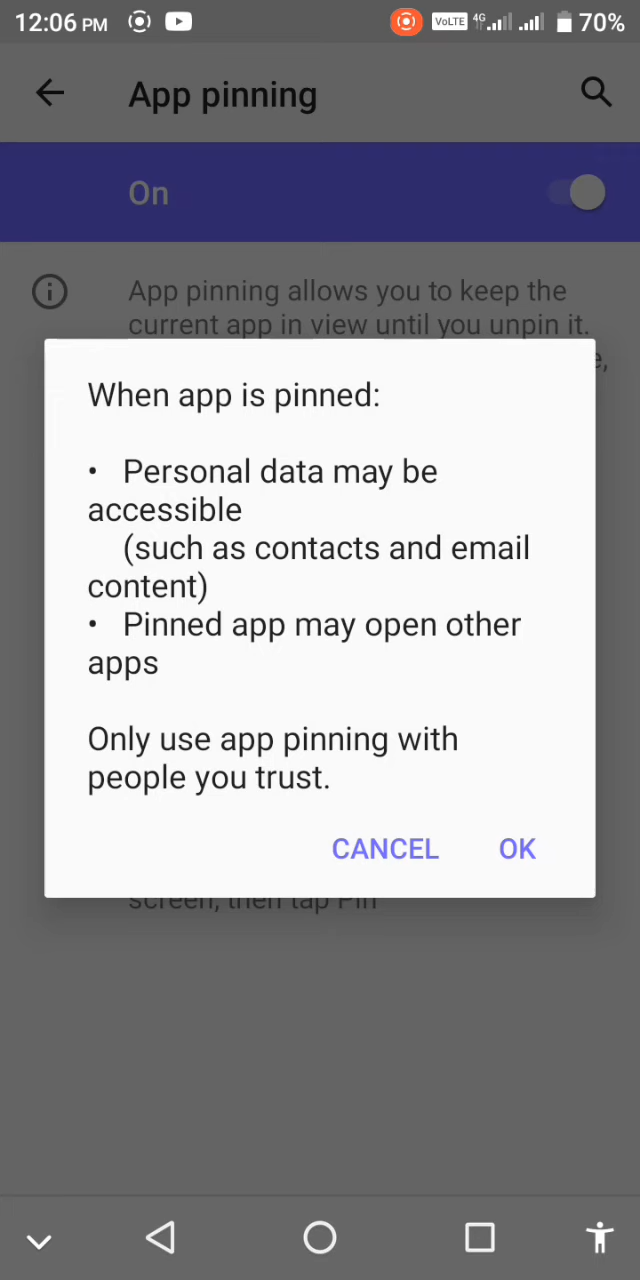 12:06 PM VoLTE 4G 70%
App pinning
On
App pinning allows you to keep the
current app in view until you unpin it.
When app is pinned:
• Personal data may be
accessible
(such as contacts and email
content)
• Pinned app may open other
apps
Only use app pinning with
people you trust.
CANCEL OK
screen, then tap Pin